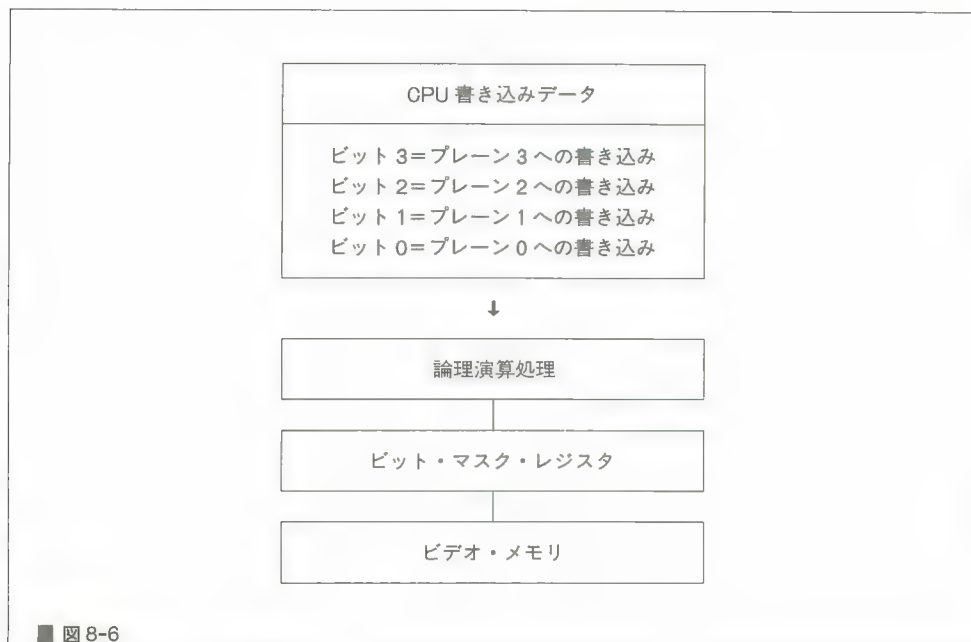 CPU 書き込みデータ
ビット 3=プレーン 3 への書き込み
ビット 2=プレーン 2 への書き込み
ビット 1=プレーン 1 への書き込み
ビット 0=プレーン 0 への書き込み
↓
論理演算処理
ビット・マスク・レジスタ
ビデオ・メモリ
■ 図 8-6